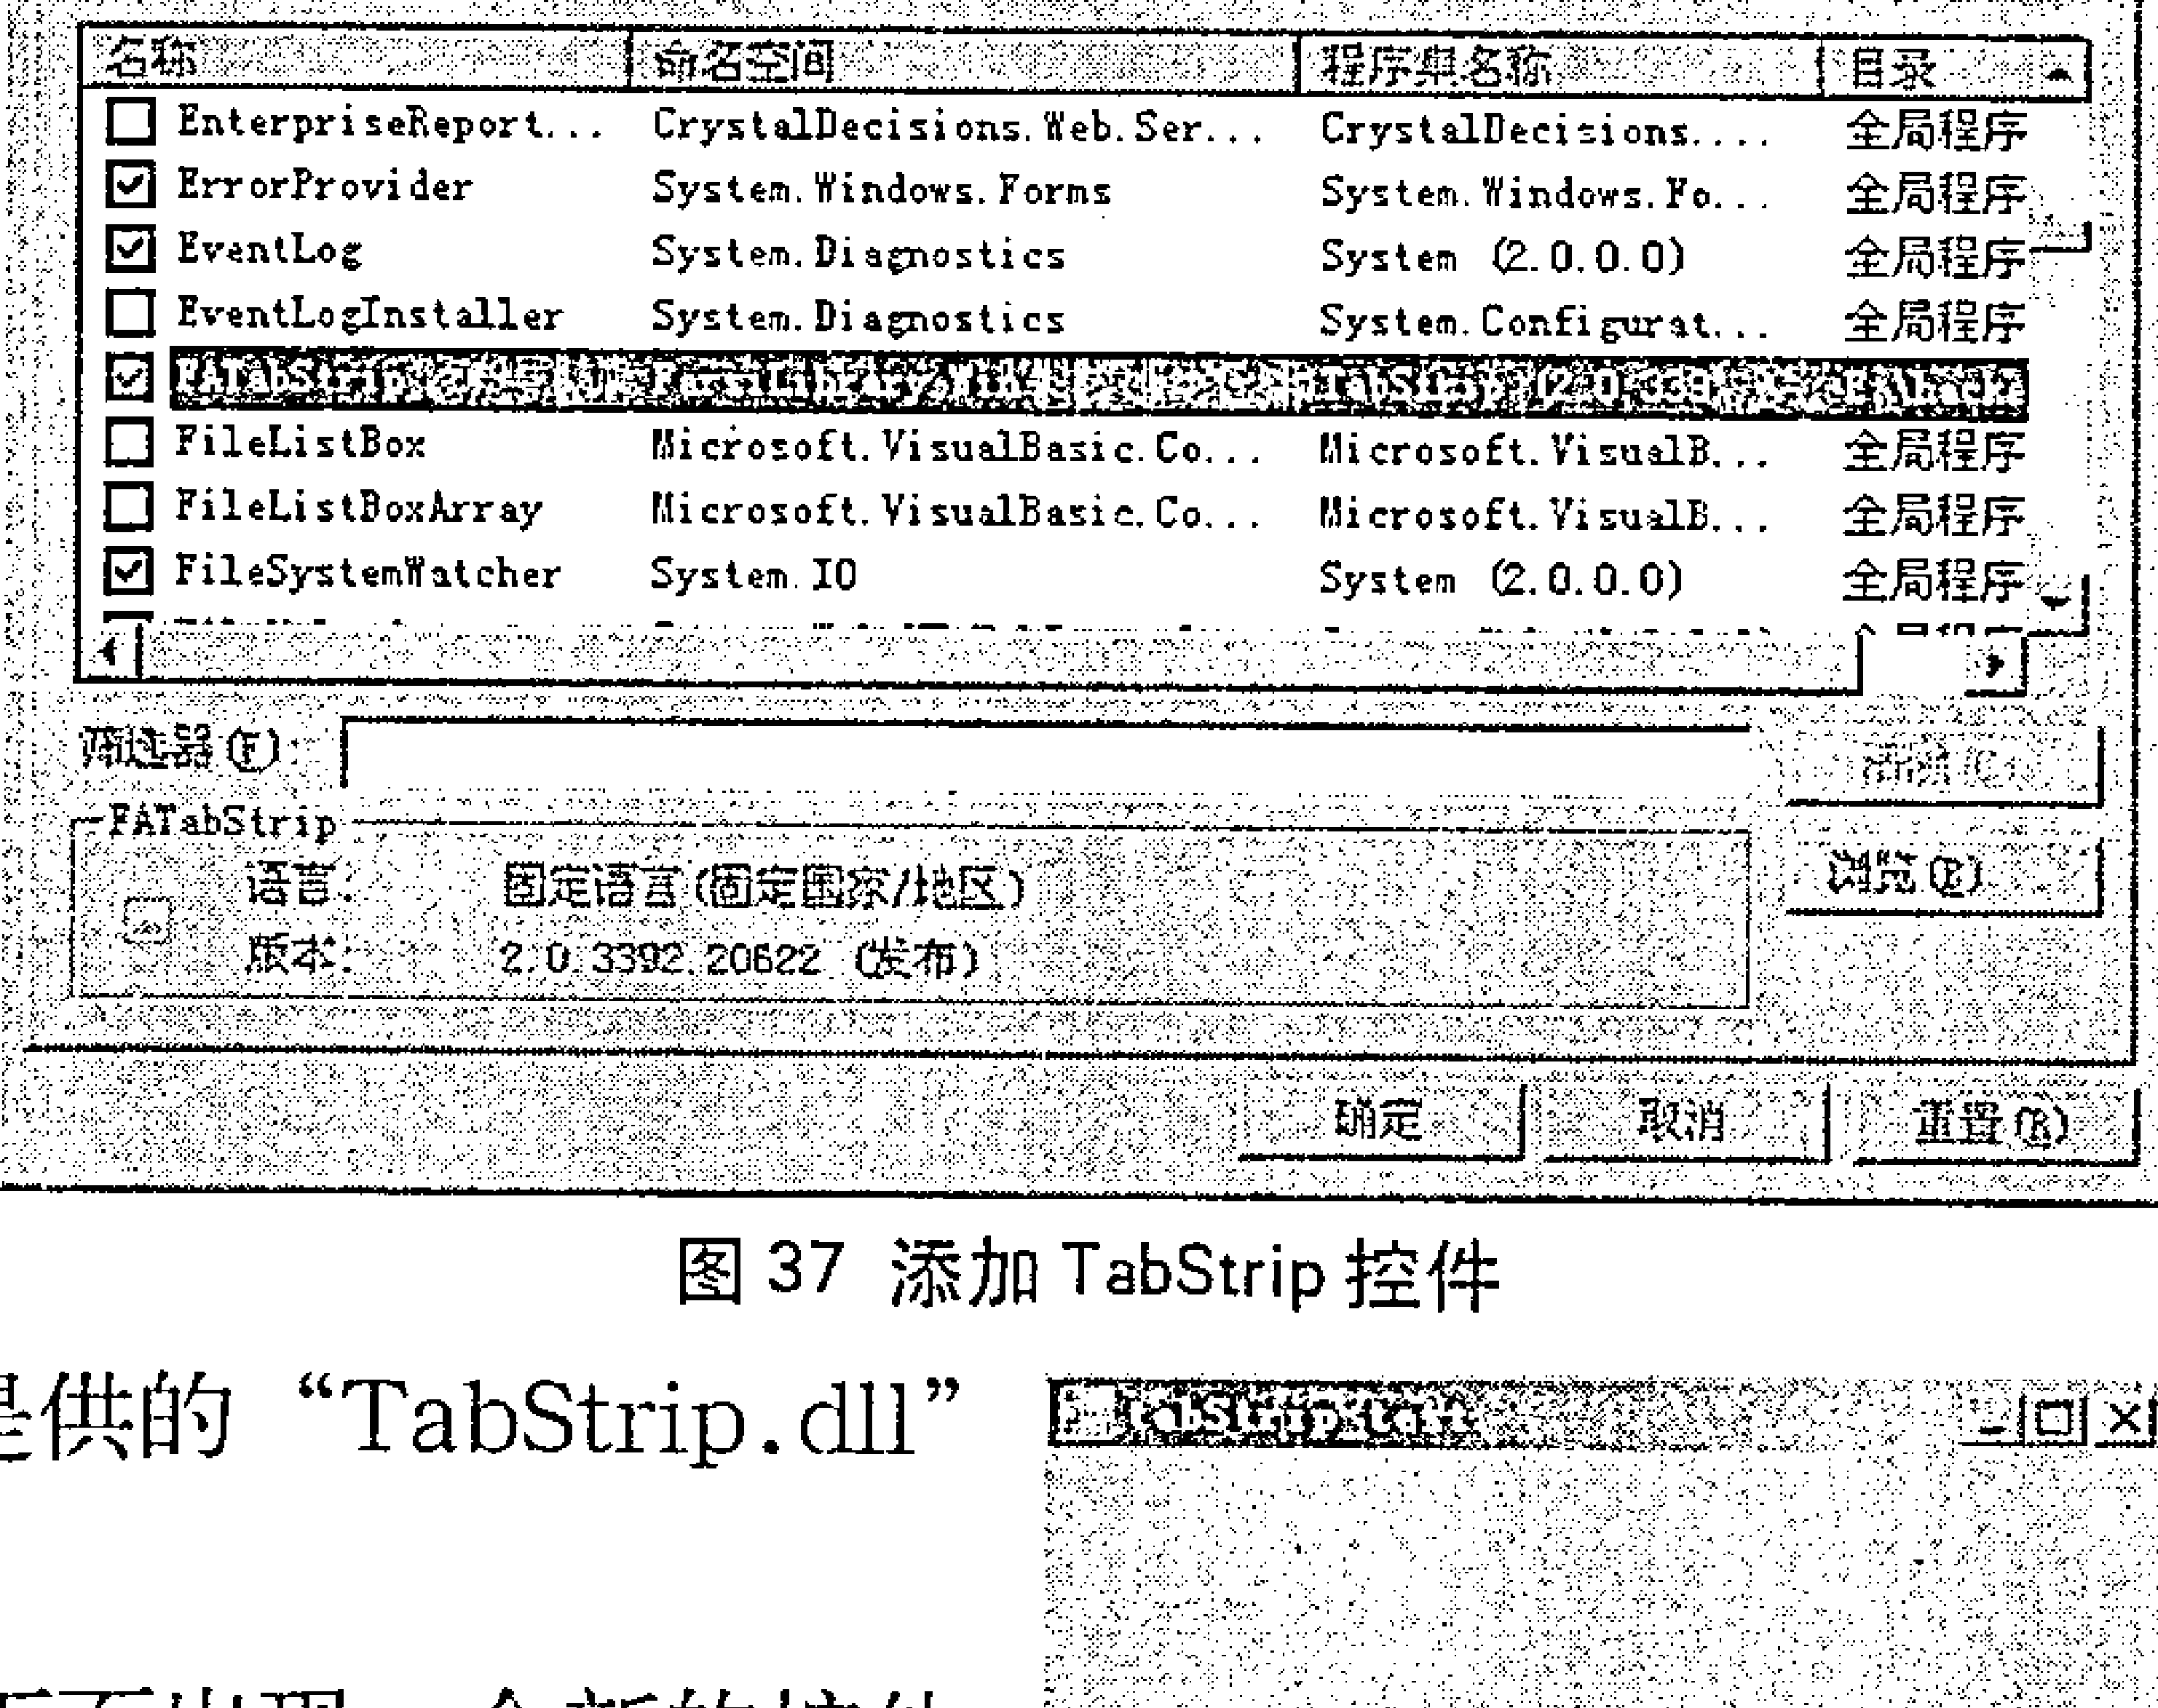 名称 命名空间 程序集名称 目录
EnterpriseReport... CrystalDecisions.Web.Ser... CrystalDecisions.... 全局程序
ErrorProvider System.Windows.Forms System.Windows.Fo... 全局程序
EventLog System.Diagnostics System (2.0.0.0) 全局程序
EventLogInstaller System.Diagnostics System.Configurat... 全局程序
FATabStrip TabStrip
FileListBox Microsoft.VisualBasic.Co... Microsoft.VisualB... 全局程序
FileListBoxArray Microsoft.VisualBasic.Co... Microsoft.VisualB... 全局程序
FileSystemWatcher System.IO System (2.0.0.0) 全局程序
筛选器(F):
清除(C)
FATabStrip
语言: 固定语言(固定国家/地区)
浏览(B)
版本: 2.0.3392.20622 (发布)
确定 取消 重置(R)
图 37 添加 TabStrip 控件
是供的 “TabStrip.dll”